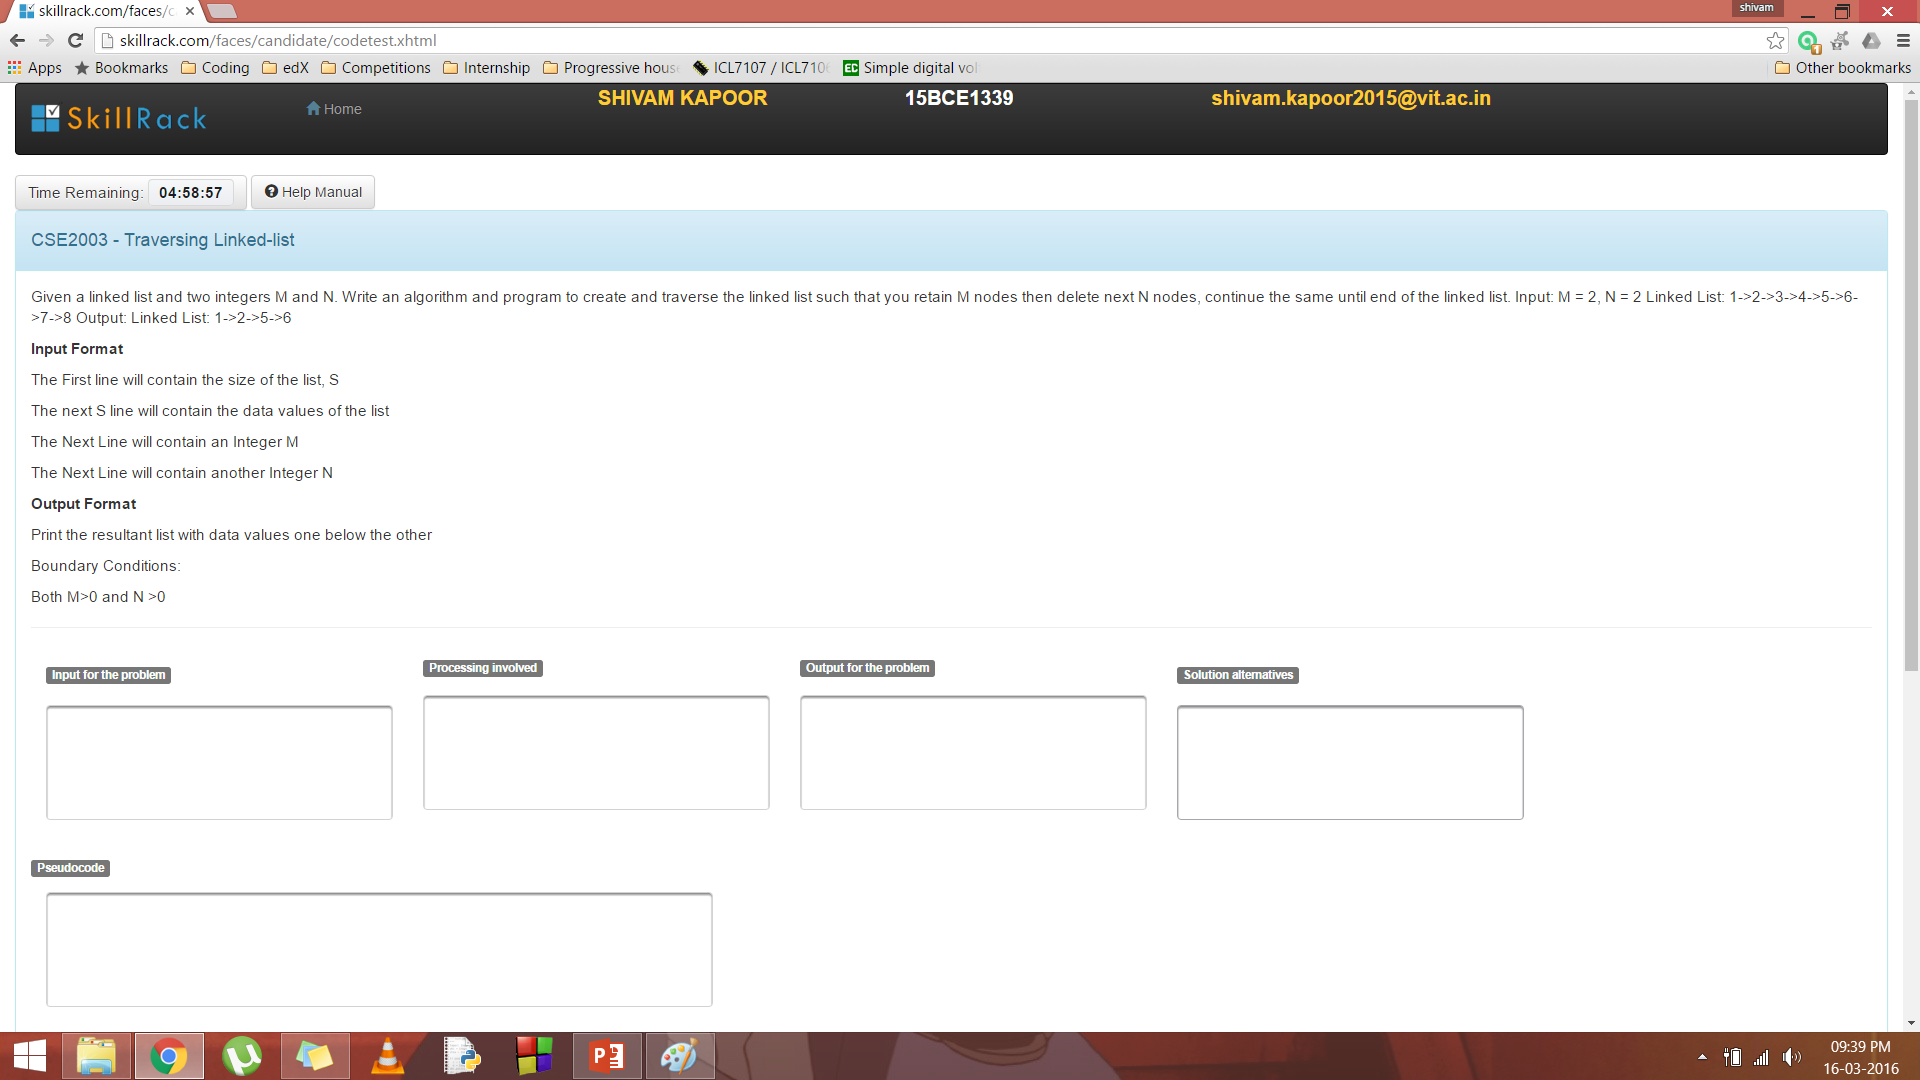 skillrack.com/faces/c
shivam
skillrack.com/faces/candidate/codetest.xhtml
Apps Bookmarks Coding edX Competitions Internship Progressive hous ICL7107 / ICL710 EC Simple digital vol Other bookmarks
SkillRack Home SHIVAM KAPOOR 15BCE1339 shivam.kapoor2015@vit.ac.in
Time Remaining: 04:58:57 Help Manual
CSE2003 - Traversing Linked-list
Given a linked list and two integers M and N. Write an algorithm and program to create and traverse the linked list such that you retain M nodes then delete next N nodes, continue the same until end of the linked list. Input: M = 2, N = 2 Linked List: 1->2->3->4->5->6-
>7->8 Output: Linked List: 1->2->5->6
Input Format
The First line will contain the size of the list, S
The next S line will contain the data values of the list
The Next Line will contain an Integer M
The Next Line will contain another Integer N
Output Format
Print the resultant list with data values one below the other
Boundary Conditions:
Both M>0 and N >0
Input for the problem Processing involved Output for the problem Solution alternatives
Pseudocode
09:39 PM
16-03-2016